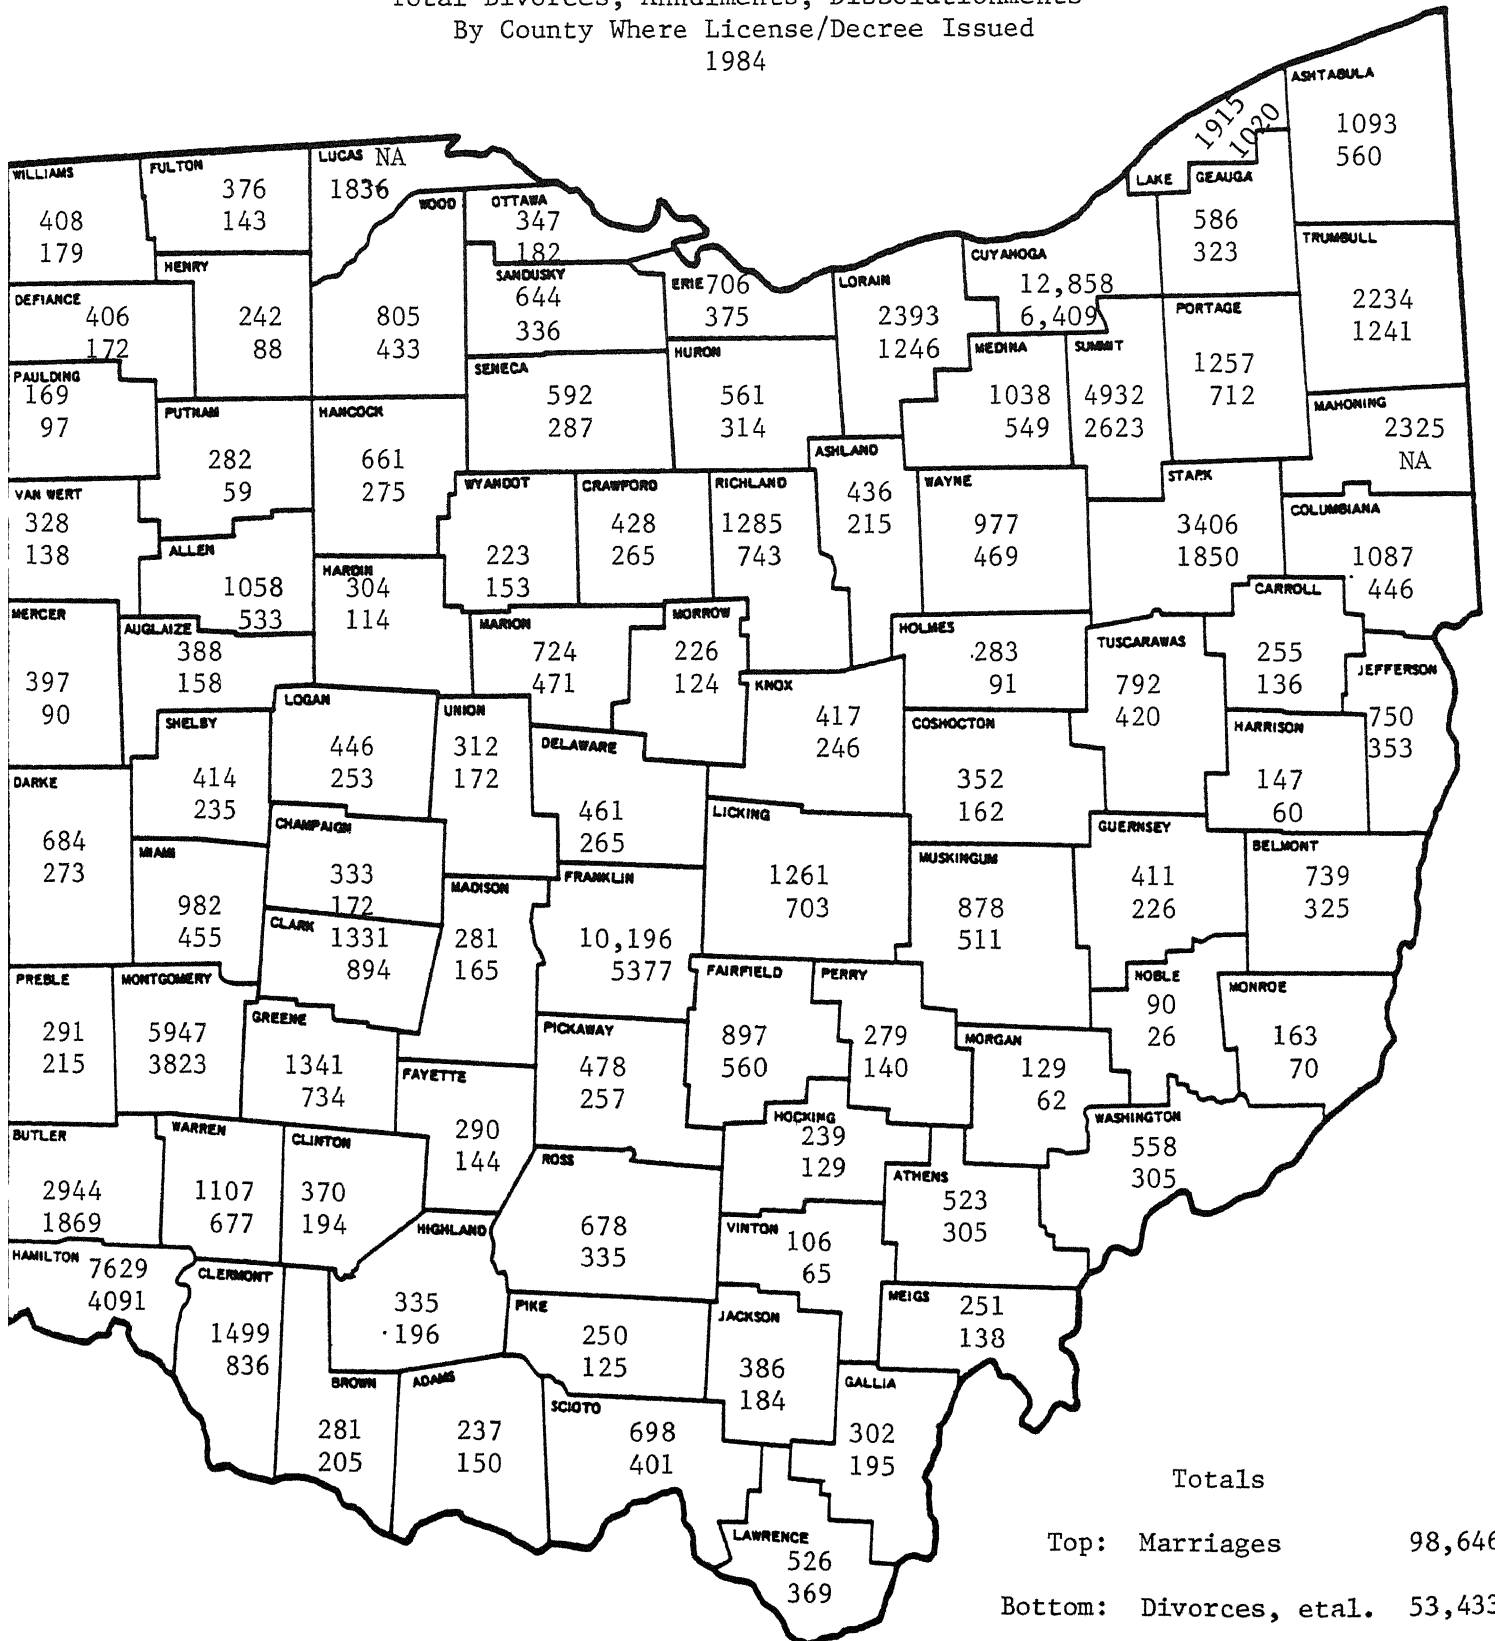 By County Where License/Decree Issued
1984
ASHTABULA
1093
560
1915
1020
LAKE
GEAUGA
586
323
WILLIAMS
408
179
FULTON
376
143
LUCAS NA
1836
WOOD
805
433
OTTAWA
347
182
SANDUSKY
644
336
ERIE 706
375
LORAIN
2393
1246
CUYAHOGA
12,858
6,409
TRUMBULL
2234
1241
DEFIANCE
406
172
HENRY
242
88
HURON
561
314
MEDINA
1038
549
SUMMIT
4932
2623
PORTAGE
1257
712
PAULDING
169
97
PUTNAM
282
59
HANCOCK
661
275
SENECA
592
287
MAHONING
2325
NA
VAN WERT
328
138
ALLEN
1058
533
WYANDOT
223
153
CRAWFORD
428
265
RICHLAND
1285
743
ASHLAND
436
215
WAYNE
977
469
STARK
3406
1850
COLUMBIANA
1087
446
HARDIN
304
114
MERCER
397
90
AUGLAIZE
388
158
MARION
724
471
MORROW
226
124
HOLMES
283
91
TUSCARAWAS
792
420
CARROLL
255
136
JEFFERSON
750
353
LOGAN
446
253
UNION
312
172
KNOX
417
246
COSHOCTON
352
162
HARRISON
147
60
SHELBY
414
235
DELAWARE
461
265
DARKE
684
273
CHAMPAIGN
333
172
LICKING
1261
703
MUSKINGUM
878
511
GUERNSEY
411
226
BELMONT
739
325
MIAMI
982
455
MADISON
281
165
FRANKLIN
10,196
5377
CLARK 1331
894
PREBLE
291
215
MONTGOMERY
5947
3823
GREENE
1341
734
FAIRFIELD
897
560
PERRY
279
140
NOBLE
90
26
MONROE
163
70
PICKAWAY
478
257
MORGAN
129
62
FAYETTE
290
144
HOCKING
239
129
WASHINGTON
558
305
BUTLER
2944
1869
WARREN
1107
677
CLINTON
370
194
ROSS
678
335
ATHENS
523
305
HIGHLAND
335
196
VINTON 106
65
HAMILTON 7629
4091
CLERMONT
1499
836
PIKE
250
125
JACKSON
386
184
MEIGS 251
138
BROWN
281
205
ADAMS
237
150
SCIOTO
698
401
GALLIA
302
195
LAWRENCE
526
369
Totals
Top: Marriages 98,646
Bottom: Divorces, etal. 53,433